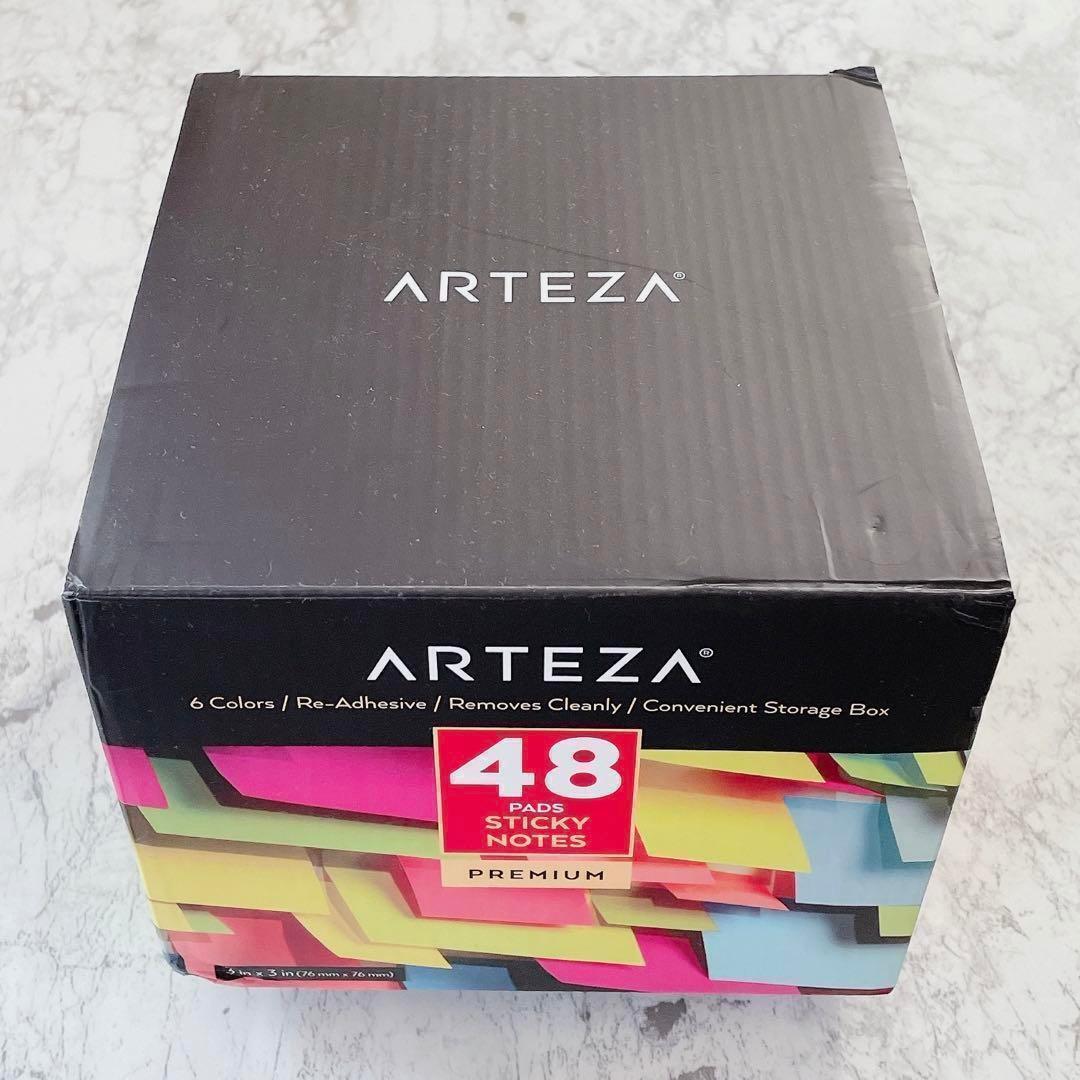 ARTEZA®
ARTEZA®
6 Colors / Re-Adhesive / Removes Cleanly / Convenient Storage Box
48
PADS
STICKY
NOTES
PREMIUM
3 in x 3 in (76 mm x 76 mm)